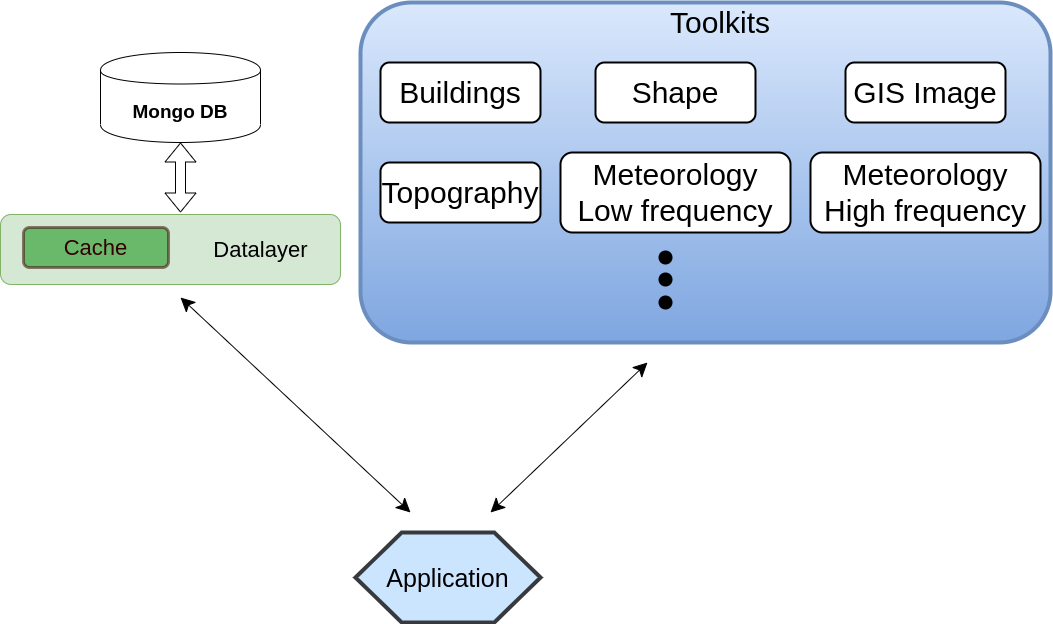 Toolkits
Mongo DB
Buildings
Shape
GIS Image
Topography
Meteorology
Low frequency
Meteorology
High frequency
Cache
Datalayer
Application